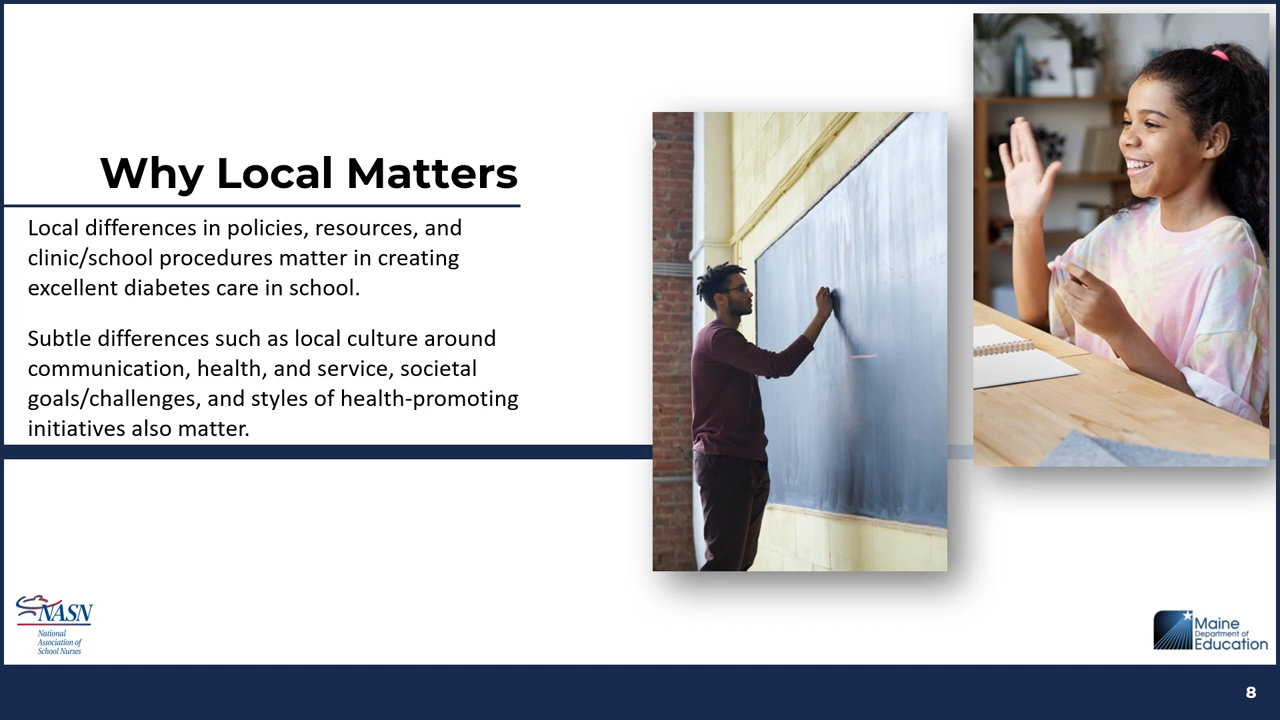 Why Local Matters
Local differences in policies, resources, and
clinic/school procedures matter in creating
excellent diabetes care in school.
Subtle differences such as local culture around
communication, health, and service, societal
goals/challenges, and styles of health-promoting
initiatives also matter.
NASN
National
Association of
School Nurses
Maine
Department of
Education
8